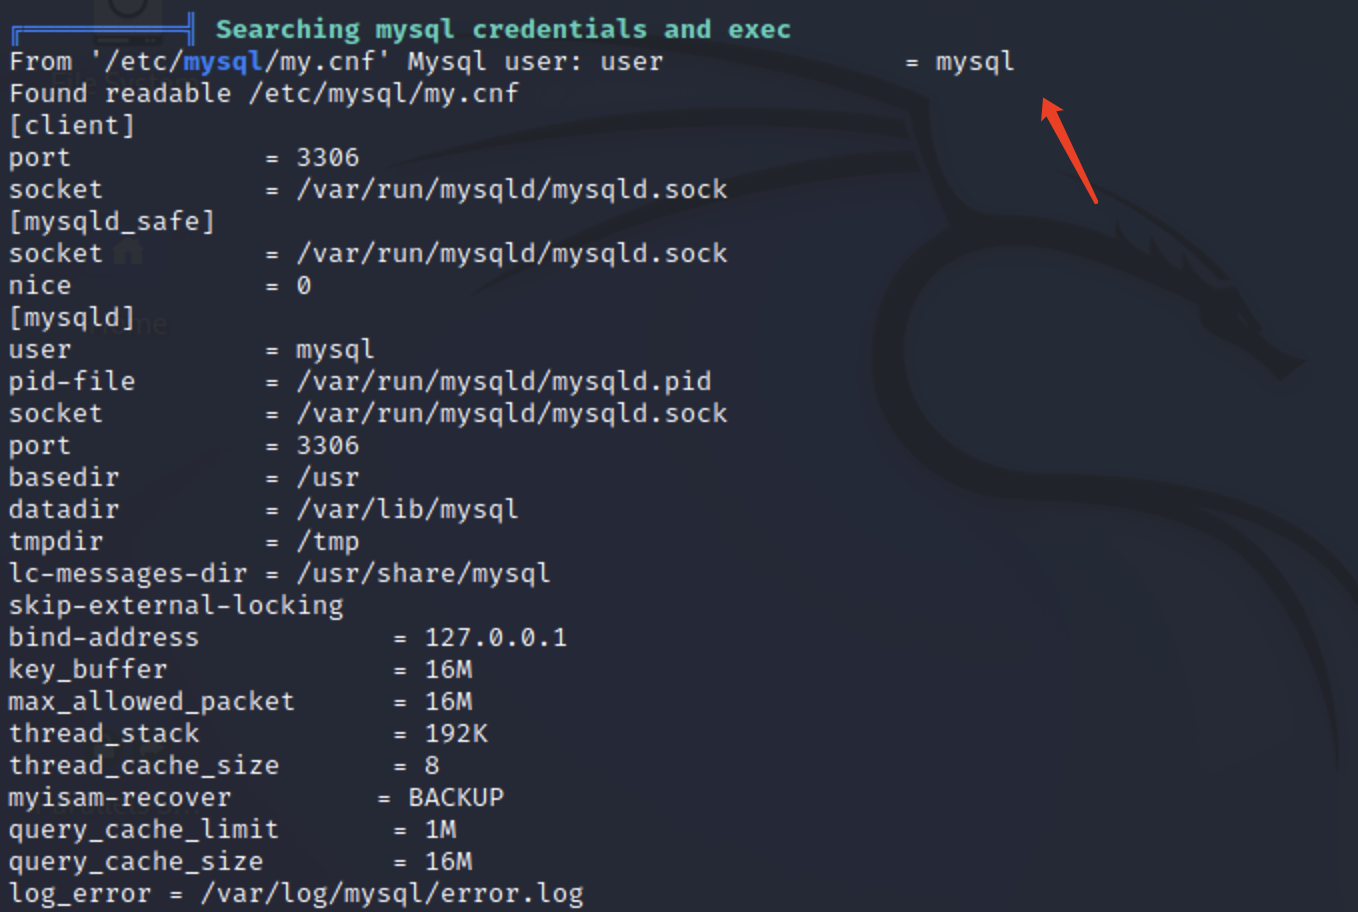 Searching mysql credentials and exec
From '/etc/mysql/my.cnf' Mysql user: user                = mysql
Found readable /etc/mysql/my.cnf
[client]
port            = 3306
socket          = /var/run/mysqld/mysqld.sock
[mysqld_safe]
socket          = /var/run/mysqld/mysqld.sock
nice            = 0
[mysqld]
user            = mysql
pid-file        = /var/run/mysqld/mysqld.pid
socket          = /var/run/mysqld/mysqld.sock
port            = 3306
basedir         = /usr
datadir         = /var/lib/mysql
tmpdir          = /tmp
lc-messages-dir = /usr/share/mysql
skip-external-locking
bind-address            = 127.0.0.1
key_buffer              = 16M
max_allowed_packet      = 16M
thread_stack            = 192K
thread_cache_size       = 8
myisam-recover         = BACKUP
query_cache_limit       = 1M
query_cache_size        = 16M
log_error = /var/log/mysql/error.log